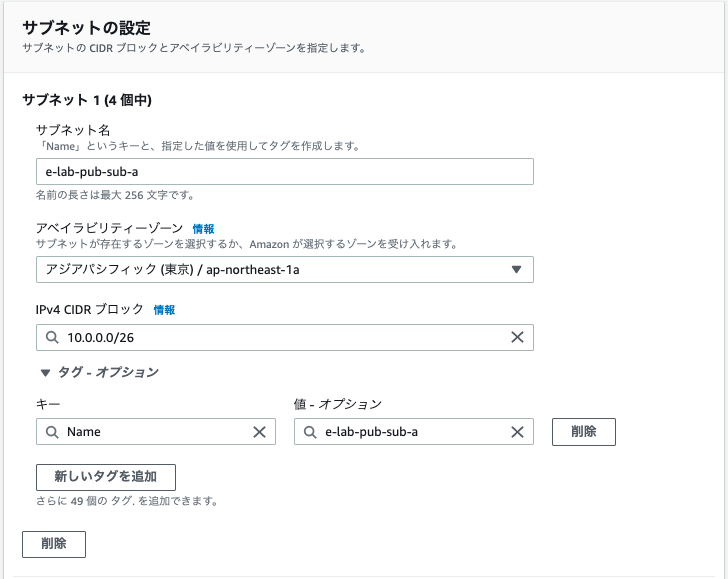 サブネットの設定
サブネットの CIDR ブロックとアベイラビリティーゾーンを指定します。
サブネット 1 (4 個中)
サブネット名
「Name」というキーと、指定した値を使用してタグを作成します。
e-lab-pub-sub-a
名前の長さは最大 256 文字です。
アベイラビリティーゾーン 情報
サブネットが存在するゾーンを選択するか、Amazon が選択するゾーンを受け入れます。
アジアパシフィック (東京) / ap-northeast-1a
IPv4 CIDR ブロック 情報
10.0.0.0/26
タグ - オプション
キー 値 - オプション
Name e-lab-pub-sub-a 削除
新しいタグを追加
さらに 49 個の タグ. を追加できます。
削除